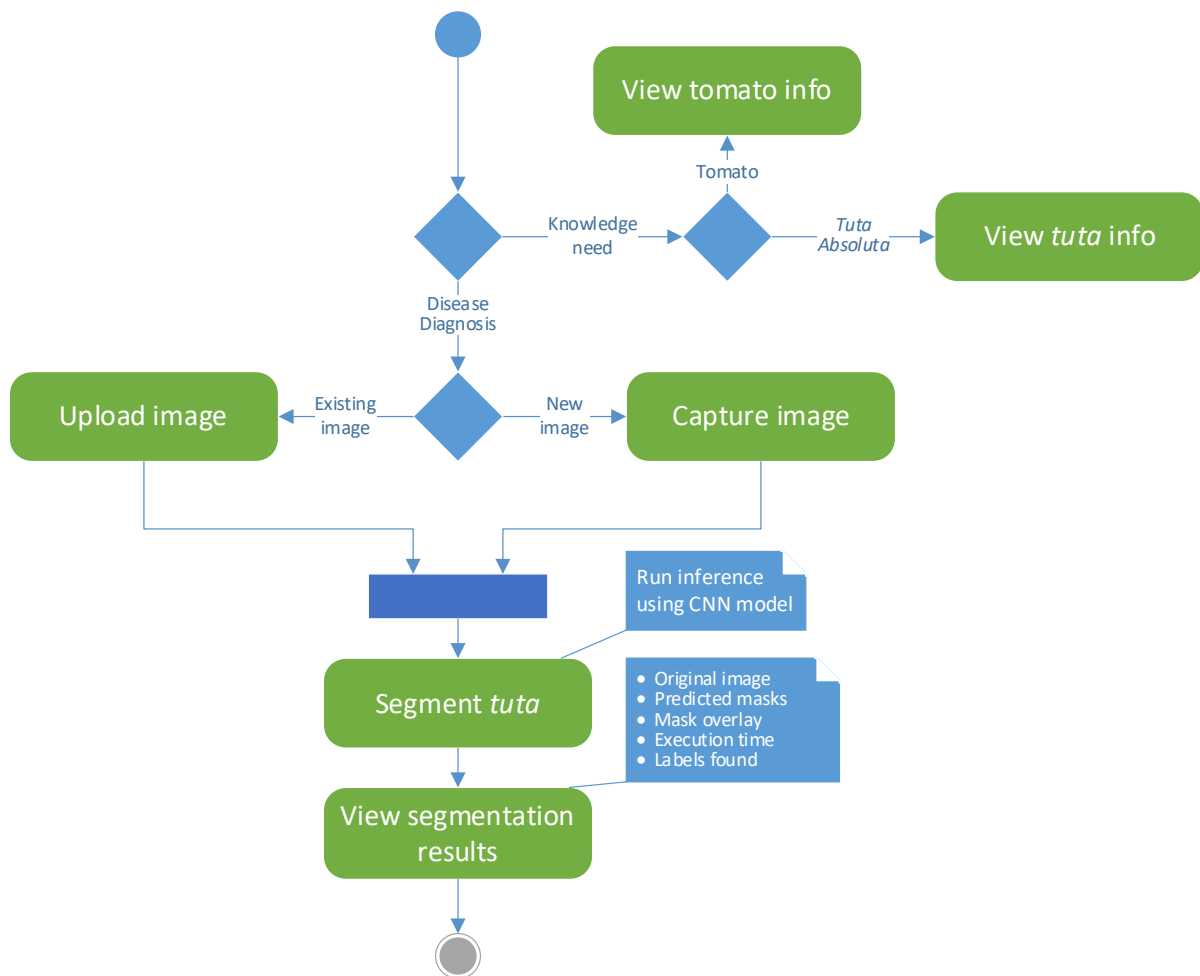 View tomato info
Tomato
Knowledge
need
Tuta
Absoluta
View tuta info
Disease
Diagnosis
Upload image
Existing
image
New
image
Capture image
Run inference
using CNN model
Segment tuta
• Original image
• Predicted masks
• Mask overlay
• Execution time
• Labels found
View segmentation
results